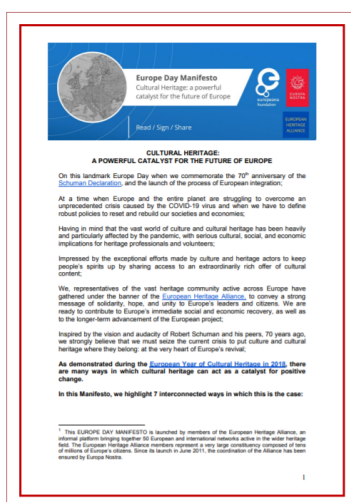 Europe Day Manifesto
Cultural Heritage: a powerful
catalyst for the future of Europe
Read / Sign / Share
europeana
foundation
EUROPA
NOSTRA
EUROPEAN
HERITAGE
ALLIANCE
CULTURAL HERITAGE:
A POWERFUL CATALYST FOR THE FUTURE OF EUROPE
On this landmark Europe Day when we commemorate the 70th anniversary of the
Schuman Declaration, and the launch of the process of European integration;
At a time when Europe and the entire planet are struggling to overcome an
unprecedented crisis caused by the COVID-19 virus and when we have to define
robust policies to reset and rebuild our societies and economies;
Having in mind that the vast world of culture and cultural heritage has been heavily
and particularly affected by the pandemic, with serious cultural, social, and economic
implications for heritage professionals and volunteers;
Impressed by the exceptional efforts made by culture and heritage actors to keep
people's spirits up by sharing access to an extraordinarily rich offer of cultural
content;
We, representatives of the vast heritage community active across Europe have
gathered under the banner of the European Heritage Alliance, to convey a strong
message of solidarity, hope, and unity to Europe's leaders and citizens. We are
ready to contribute to Europe's immediate social and economic recovery, as well as
to the longer-term advancement of the European project;
Inspired by the vision and audacity of Robert Schuman and his peers, 70 years ago,
we strongly believe that we must seize the current crisis to put culture and cultural
heritage where they belong: at the very heart of Europe's revival;
As demonstrated during the European Year of Cultural Heritage in 2018, there
are many ways in which cultural heritage can act as a catalyst for positive
change.
In this Manifesto, we highlight 7 interconnected ways in which this is the case:
1 This EUROPE DAY MANIFESTO is launched by members of the European Heritage Alliance, an
informal platform bringing together 50 European and international networks active in the wider heritage
field. The European Heritage Alliance members represent a very large constituency composed of tens
of millions of Europe's citizens. Since its launch in June 2011, the coordination of the Alliance has been
ensured by Europa Nostra.
1